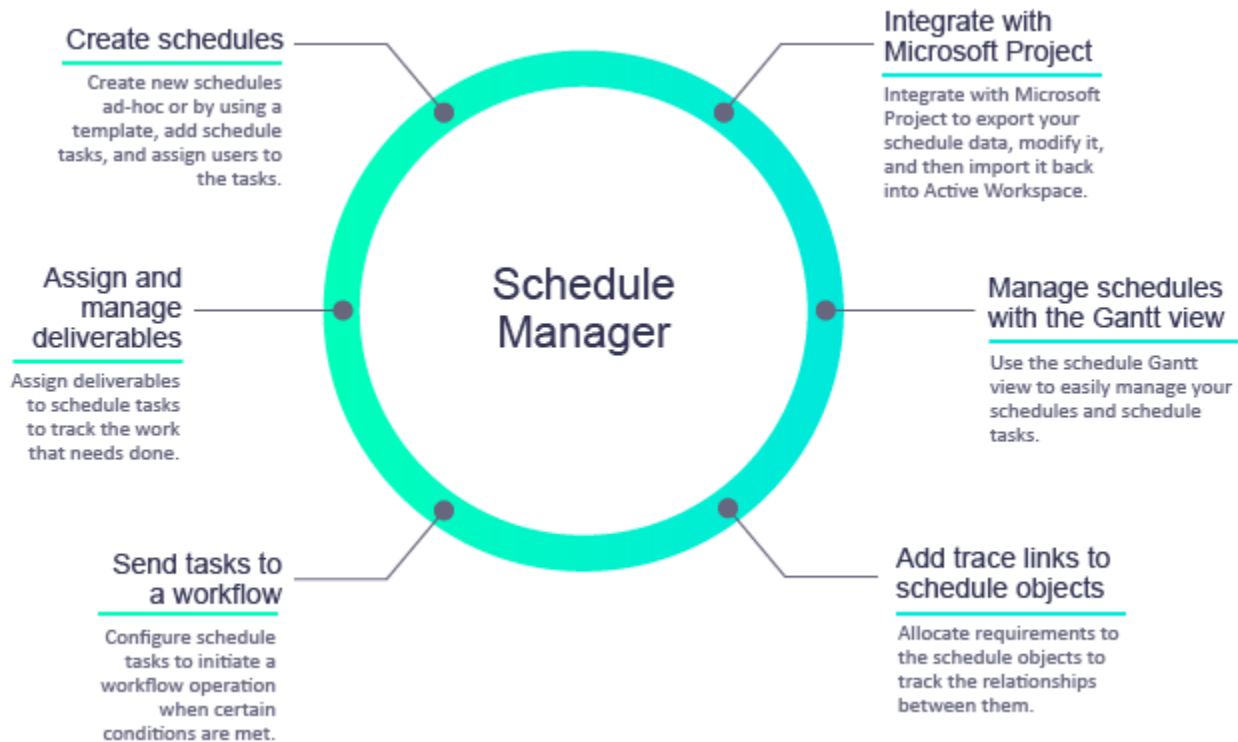 Create schedules
Create new schedules
ad-hoc or by using a
template, add schedule
tasks, and assign users to
the tasks.
Integrate with
Microsoft Project
Integrate with Microsoft
Project to export your
schedule data, modify it,
and then import it back
into Active Workspace.
Assign and
manage
deliverables
Assign deliverables
to schedule tasks
to track the work
that needs done.
Schedule
Manager
Manage schedules
with the Gantt view
Use the schedule Gantt
view to easily manage your
schedules and schedule
tasks.
Send tasks to
a workflow
Configure schedule
tasks to initiate a
workflow operation
when certain
conditions are met.
Add trace links to
schedule objects
Allocate requirements to
the schedule objects to
track the relationships
between them.